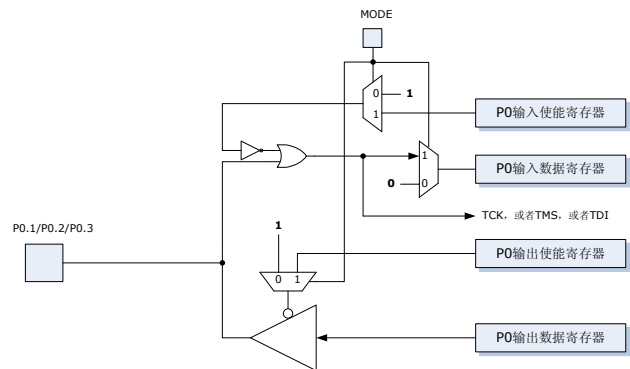 MODE
0
1
1
P0输入使能寄存器
1
0
0
P0输入数据寄存器
TCK，或者TMS，或者TDI
P0.1/P0.2/P0.3
1
0 1
P0输出使能寄存器
P0输出数据寄存器